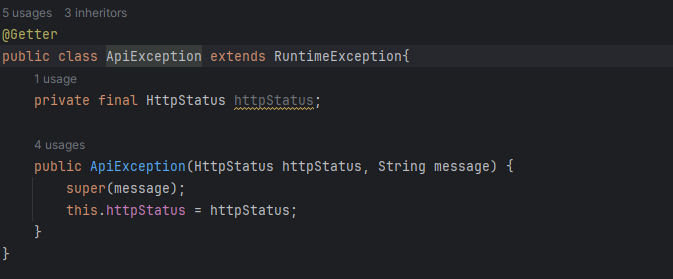 5 usages   3 inheritors
@Getter
public class ApiException extends RuntimeException{
1 usage
private final HttpStatus httpStatus;
4 usages
public ApiException(HttpStatus httpStatus, String message) {
super(message);
this.httpStatus = httpStatus;
}
}